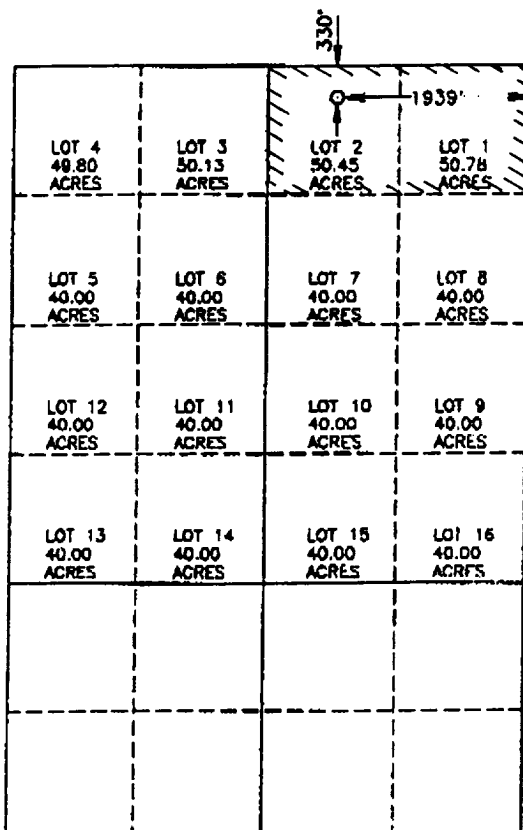 330'
1939'
LOT 4
49.80
ACRES
LOT 3
50.13
ACRES
LOT 2
50.45
ACRES
LOT 1
50.78
ACRES
LOT 5
40.00
ACRES
LOT 6
40.00
ACRES
LOT 7
40.00
ACRES
LOT 8
40.00
ACRES
LOT 12
40.00
ACRES
LOT 11
40.00
ACRES
LOT 10
40.00
ACRES
LOT 9
40.00
ACRES
LOT 13
40.00
ACRES
LOT 14
40.00
ACRES
LOT 15
40.00
ACRES
LOT 16
40.00
ACRES